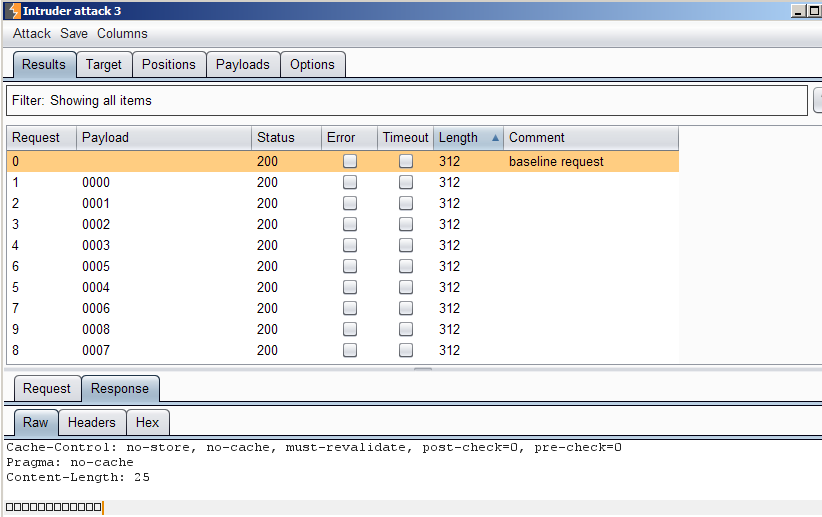 Intruder attack 3
Attack Save Columns
Results Target Positions Payloads Options
Filter: Showing all items
Request Payload Status Error Timeout Length Comment
0 200 312 baseline request
1 0000 200 312
2 0001 200 312
3 0002 200 312
4 0003 200 312
6 0005 200 312
5 0004 200 312
7 0006 200 312
9 0008 200 312
8 0007 200 312
Request Response
Raw Headers Hex
Cache-Control: no-store, no-cache, must-revalidate, post-check=0, pre-check=0
Pragma: no-cache
Content-Length: 25
□□□□□□□□□□□□